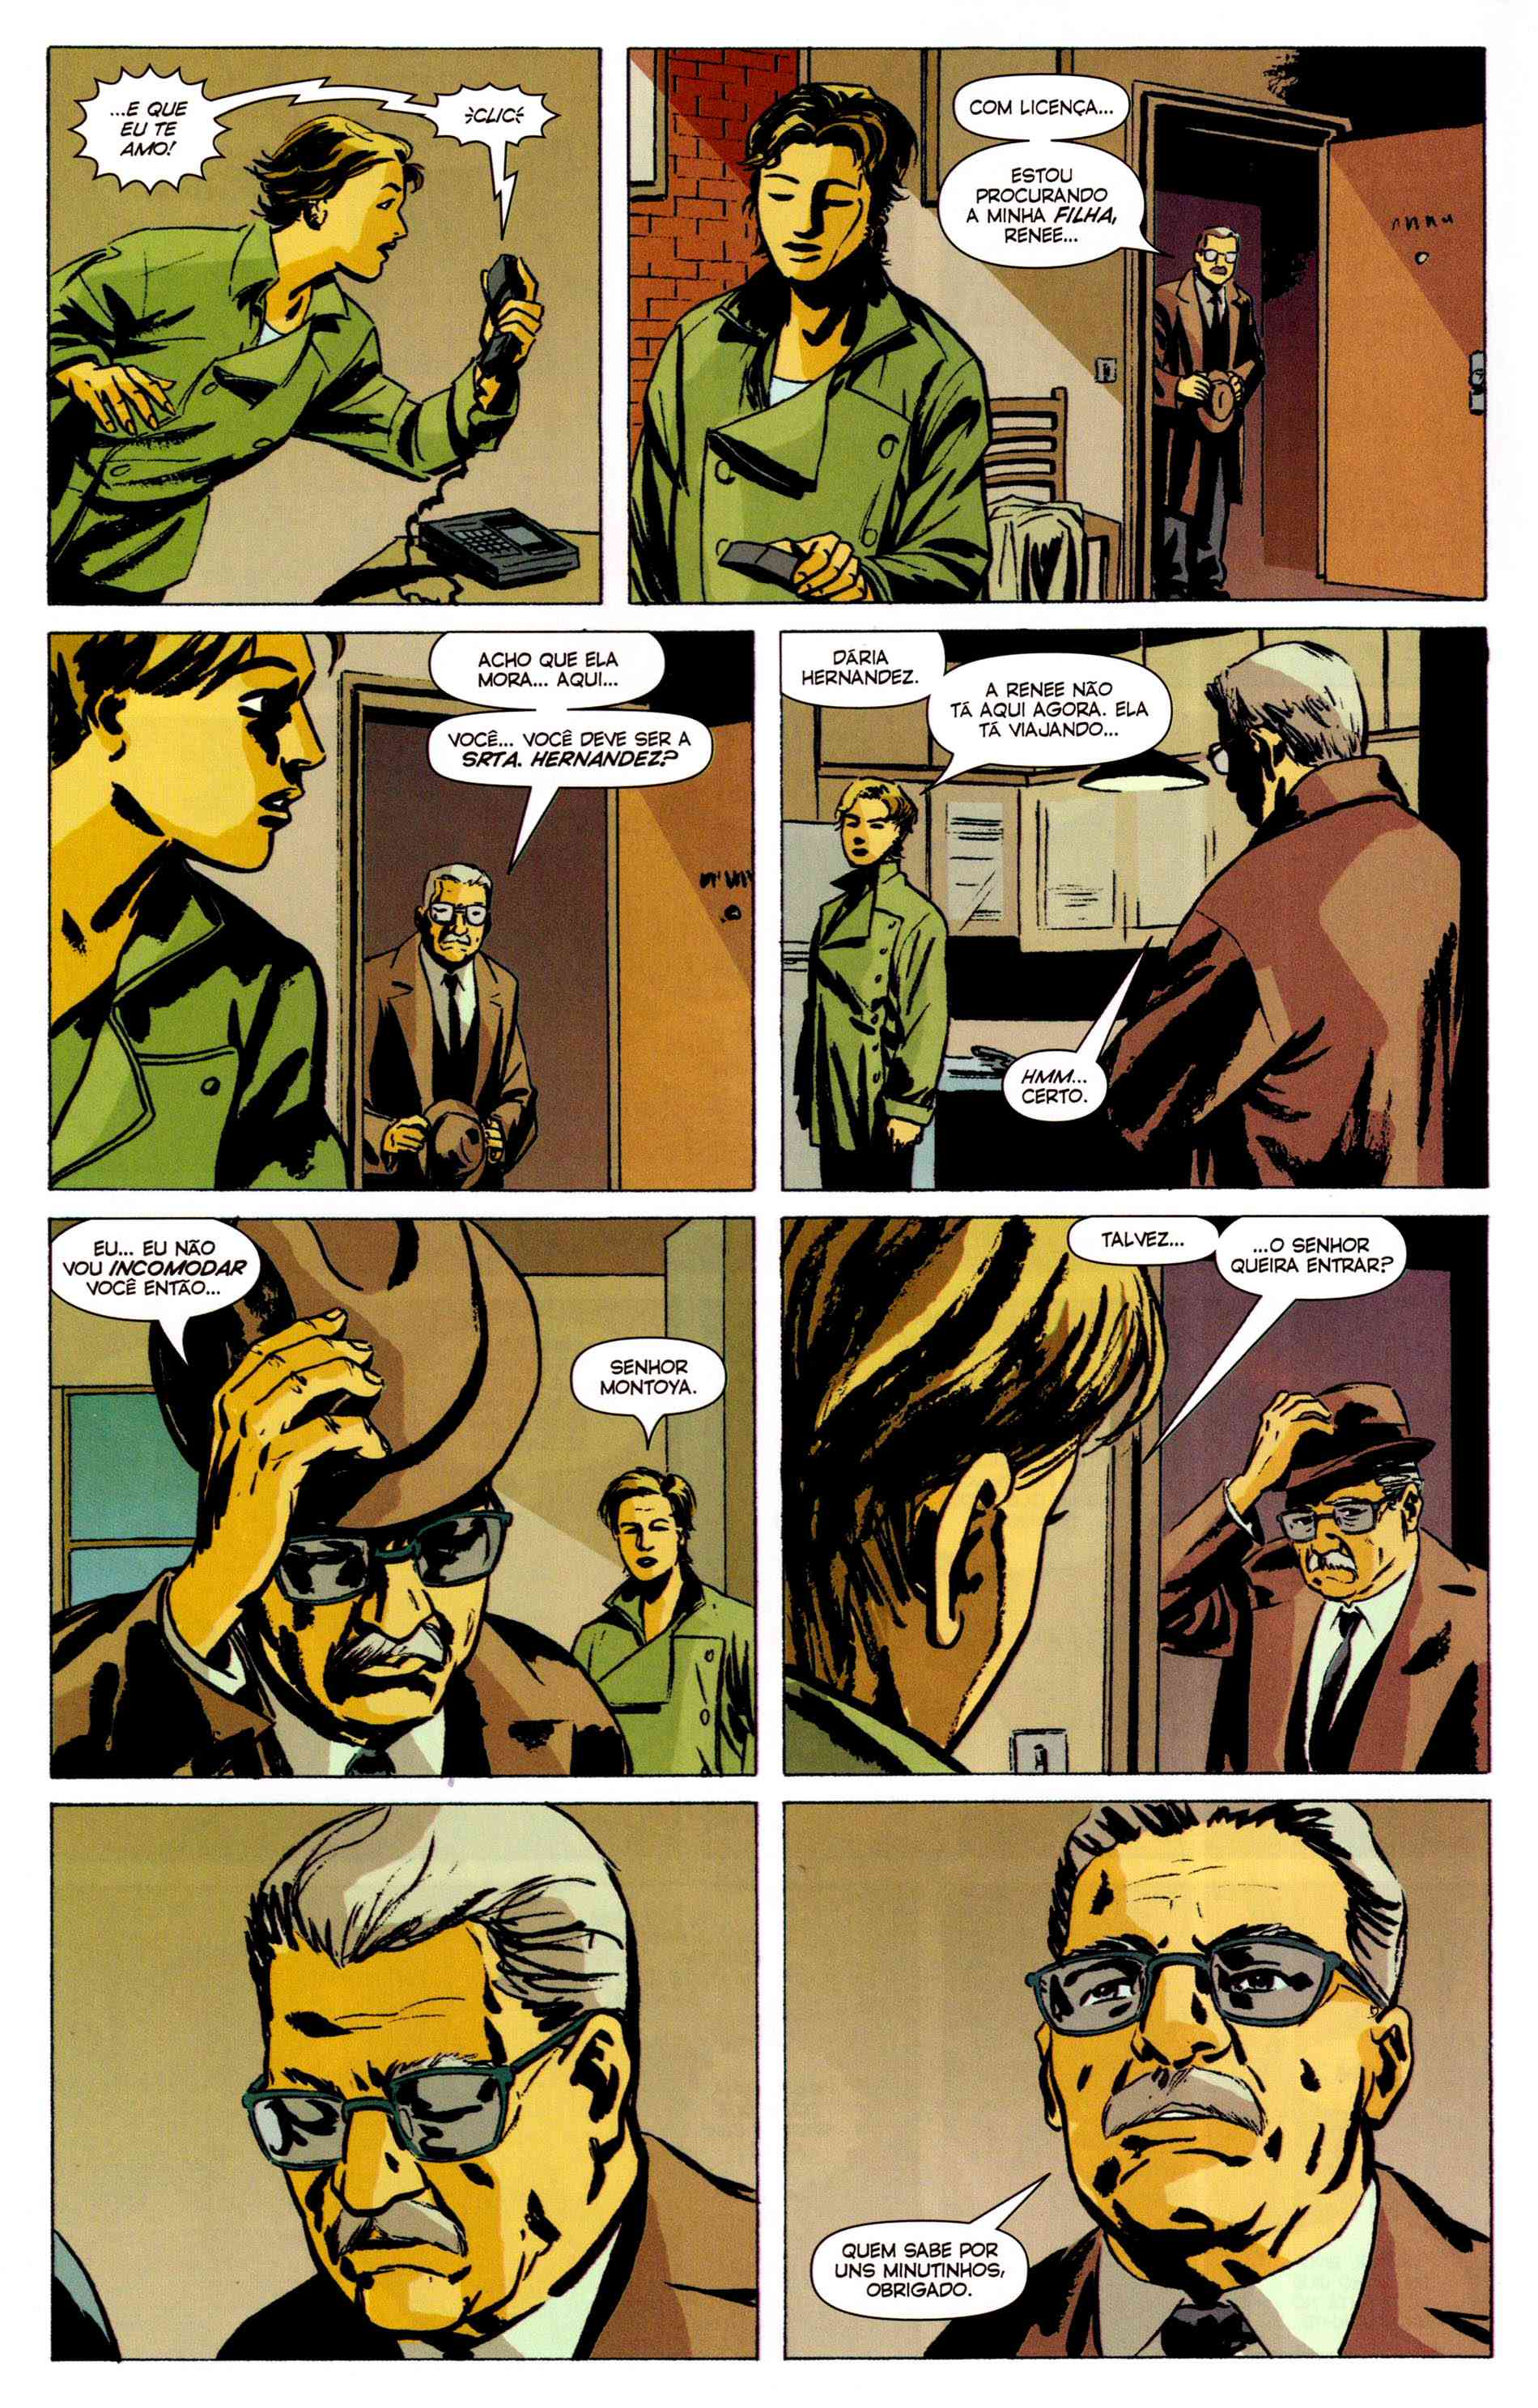 ...E QUE
EU TE
AMO!
CLIC
COM LICENÇA...
ESTOU
PROCURANDO
A MINHA FILHA,
RENEE...
ACHO QUE ELA
MORA... AQUI...
VOCÊ... VOCÊ DEVE SER A
SRTA. HERNANDEZ?
DÁRIA
HERNANDEZ.
A RENEE NÃO
TÁ AQUI AGORA. ELA
TÁ VIAJANDO...
HMM...
CERTO.
EU... EU NÃO
VOU INCOMODAR
VOCÊ ENTÃO...
SENHOR
MONTOYA.
TALVEZ...
...O SENHOR
QUEIRA ENTRAR?
QUEM SABE POR
UNS MINUTINHOS,
OBRIGADO.